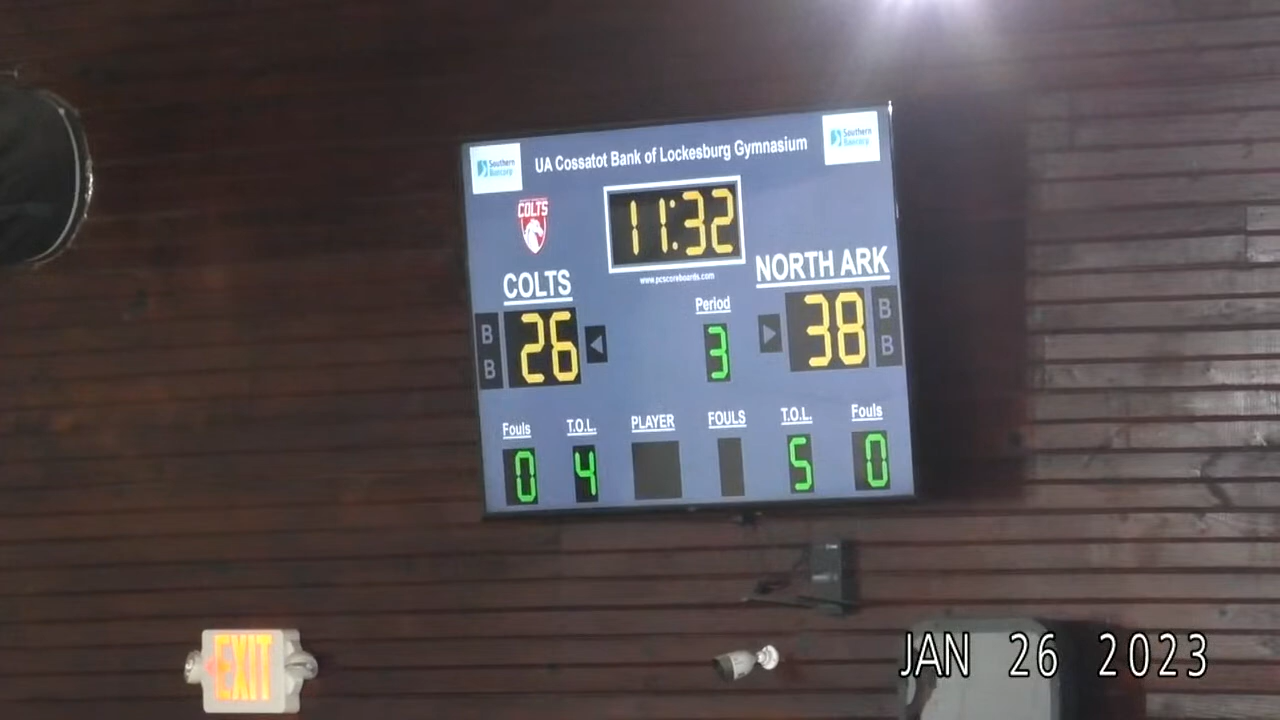 Southern Bancorp
UA Cossatot Bank of Lockesburg Gymnasium
Southern Bancorp
COLTS
11:32
www.pcscoreboards.com
COLTS
NORTH ARK
B
B
26
Period
3
38
B
B
Fouls
T.O.L.
PLAYER
FOULS
T.O.L.
Fouls
0
4
5
0
EXIT
JAN 26 2023